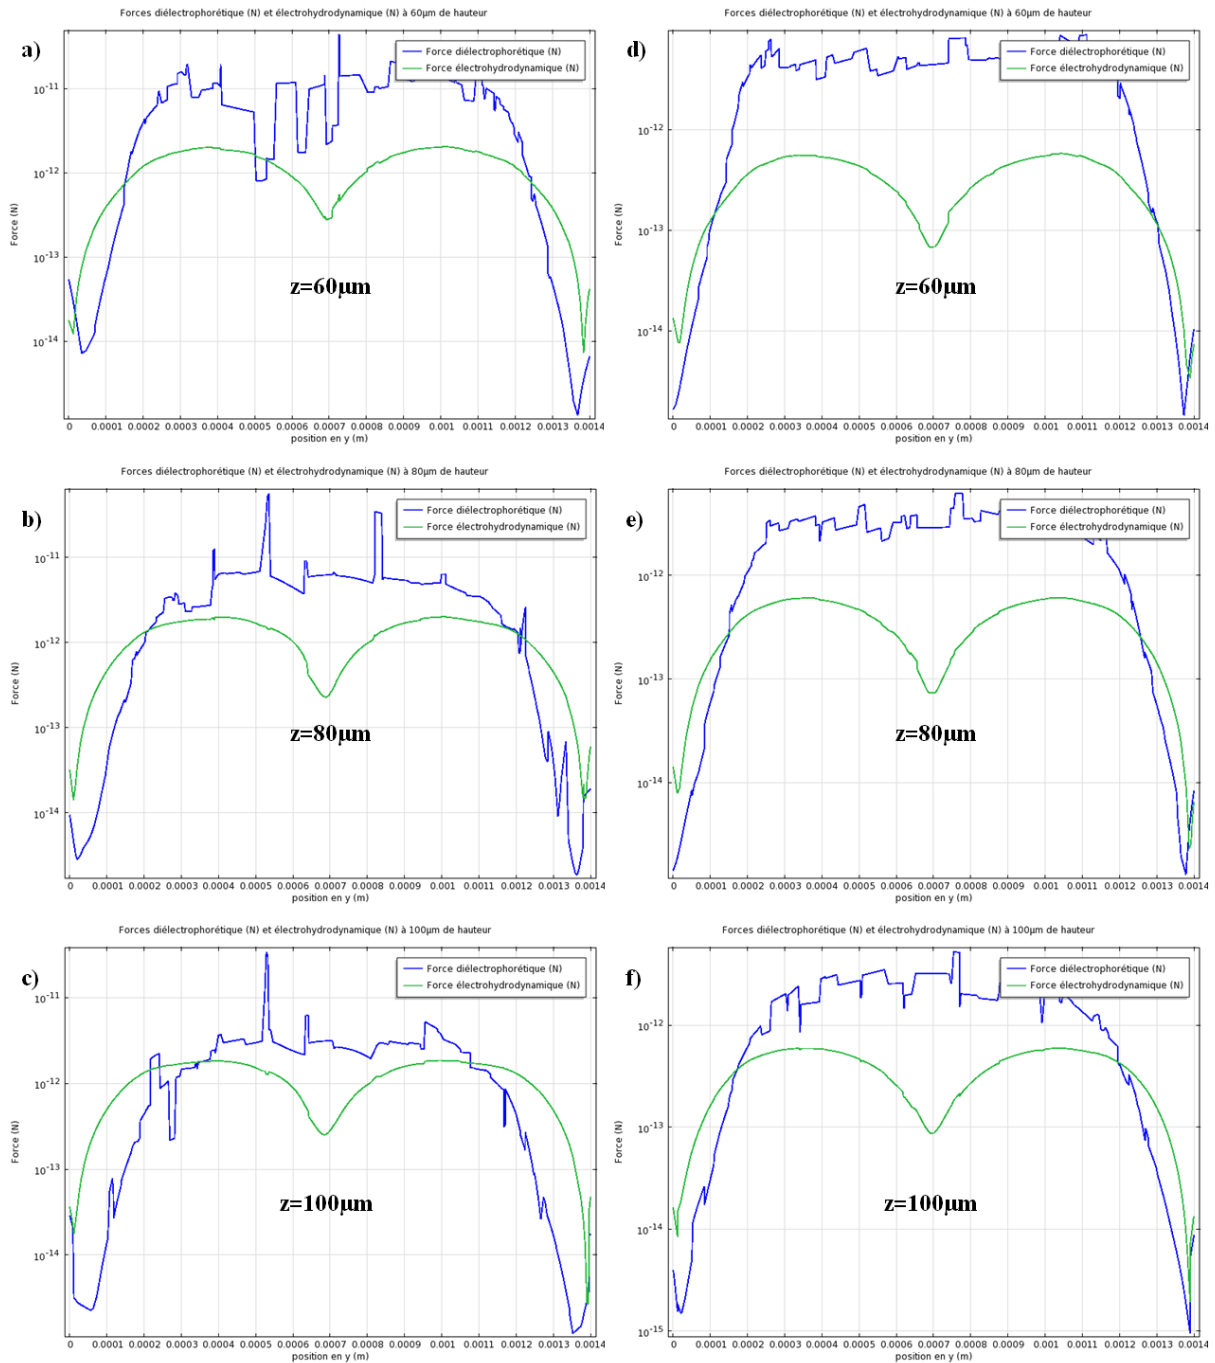 Forces diélectrophorétique (N) et électrohydrodynamique (N) à 60µm de hauteur
a)
Force diélectrophorétique (N)
Force électrohydrodynamique (N)
10⁻¹¹
10⁻¹²
10⁻¹³
10⁻¹⁴
Force (N)
z=60µm
0 0.0001 0.0002 0.0003 0.0004 0.0005 0.0006 0.0007 0.0008 0.0009 0.001 0.0011 0.0012 0.0013 0.0014
position en y (m)
Forces diélectrophorétique (N) et électrohydrodynamique (N) à 60µm de hauteur
d)
Force diélectrophorétique (N)
Force électrohydrodynamique (N)
10⁻¹²
10⁻¹³
10⁻¹⁴
Force (N)
z=60µm
0 0.0001 0.0002 0.0003 0.0004 0.0005 0.0006 0.0007 0.0008 0.0009 0.001 0.0011 0.0012 0.0013 0.0014
position en y (m)
Forces diélectrophorétique (N) et électrohydrodynamique (N) à 80µm de hauteur
b)
Force diélectrophorétique (N)
Force électrohydrodynamique (N)
10⁻¹¹
10⁻¹²
10⁻¹³
10⁻¹⁴
Force (N)
z=80µm
0 0.0001 0.0002 0.0003 0.0004 0.0005 0.0006 0.0007 0.0008 0.0009 0.001 0.0011 0.0012 0.0013 0.0014
position en y (m)
Forces diélectrophorétique (N) et électrohydrodynamique (N) à 80µm de hauteur
e)
Force diélectrophorétique (N)
Force électrohydrodynamique (N)
10⁻¹²
10⁻¹³
10⁻¹⁴
Force (N)
z=80µm
0 0.0001 0.0002 0.0003 0.0004 0.0005 0.0006 0.0007 0.0008 0.0009 0.001 0.0011 0.0012 0.0013 0.0014
position en y (m)
Forces diélectrophorétique (N) et électrohydrodynamique (N) à 100µm de hauteur
c)
Force diélectrophorétique (N)
Force électrohydrodynamique (N)
10⁻¹¹
10⁻¹²
10⁻¹³
10⁻¹⁴
Force (N)
z=100µm
0 0.0001 0.0002 0.0003 0.0004 0.0005 0.0006 0.0007 0.0008 0.0009 0.001 0.0011 0.0012 0.0013 0.0014
position en y (m)
Forces diélectrophorétique (N) et électrohydrodynamique (N) à 100µm de hauteur
f)
Force diélectrophorétique (N)
Force électrohydrodynamique (N)
10⁻¹²
10⁻¹³
10⁻¹⁴
10⁻¹⁵
Force (N)
z=100µm
0 0.0001 0.0002 0.0003 0.0004 0.0005 0.0006 0.0007 0.0008 0.0009 0.001 0.0011 0.0012 0.0013 0.0014
position en y (m)